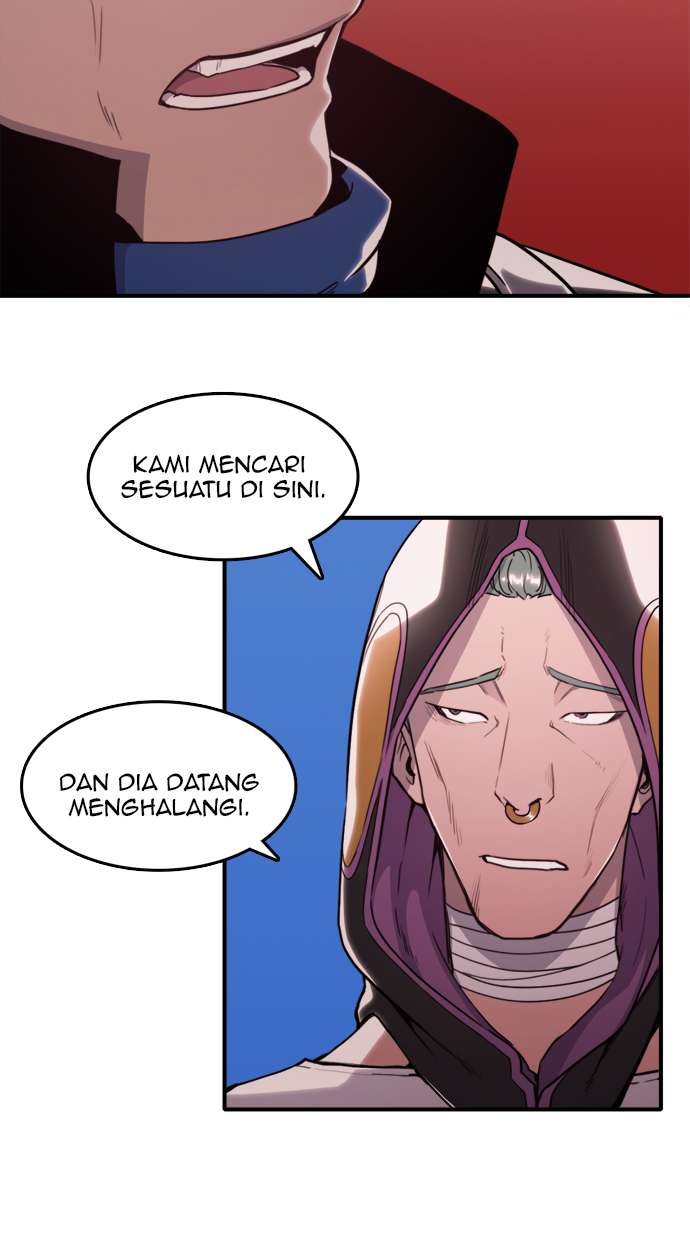 KAMI MENCARI
SESUATU DI SINI.
DAN DIA DATANG
MENGHALANGI.